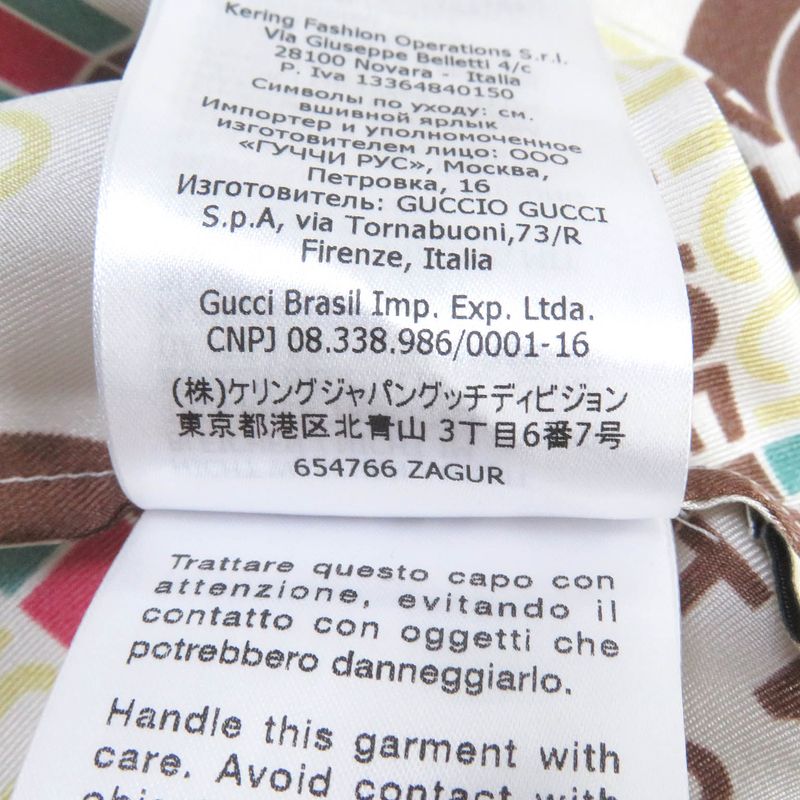 Kering Fashion Operations S.r.l.
Via Giuseppe Belletti 4/c
28100 Novara - Italia
P. Iva 13364840150
Символы по уходу: см.
вшивной ярлык
Импортер и уполномоченное
изготовителем лицо: ООО
«ГУЧЧИ РУС», Москва,
Петровка, 16
Изготовитель: GUCCIO GUCCI
S.p.A, via Tornabuoni,73/R
Firenze, Italia
Gucci Brasil Imp. Exp. Ltda.
CNPJ 08.338.986/0001-16
(株)ケリングジャパングッチディビジョン
東京都港区北青山 3丁目6番7号
654766 ZAGUR
Trattare questo capo con
attenzione, evitando il
contatto con oggetti che
potrebbero danneggiarlo.
Handle this garment with
care. Avoid contact with